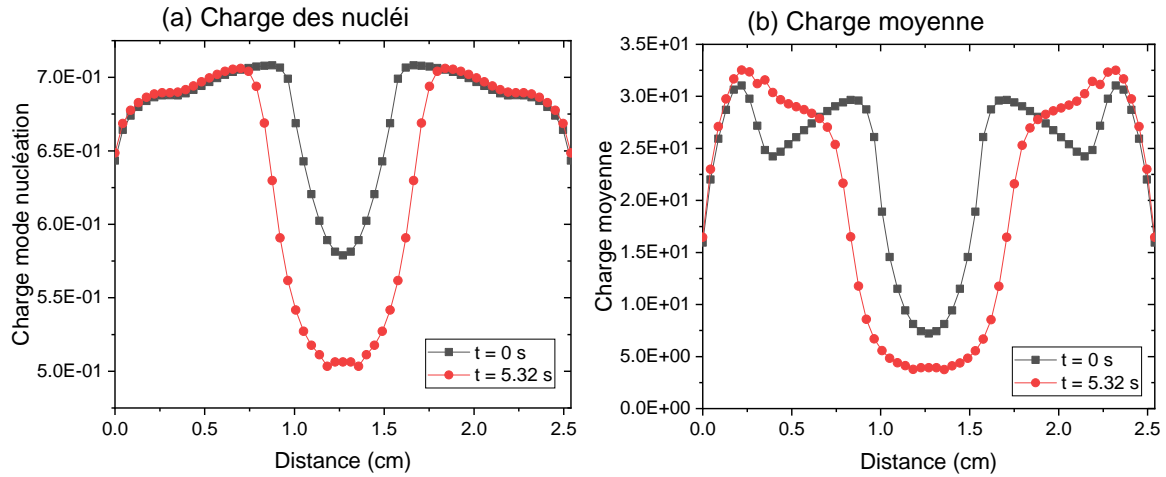 (a) Charge des nucléi
Charge mode nucléation
7.0E-01
6.5E-01
6.0E-01
5.5E-01
5.0E-01
t = 0 s
t = 5.32 s
0.0 0.5 1.0 1.5 2.0 2.5
Distance (cm)
(b) Charge moyenne
Charge moyenne
3.5E+01
3.0E+01
2.5E+01
2.0E+01
1.5E+01
1.0E+01
5.0E+00
0.0E+00
t = 0 s
t = 5.32 s
0.0 0.5 1.0 1.5 2.0 2.5
Distance (cm)